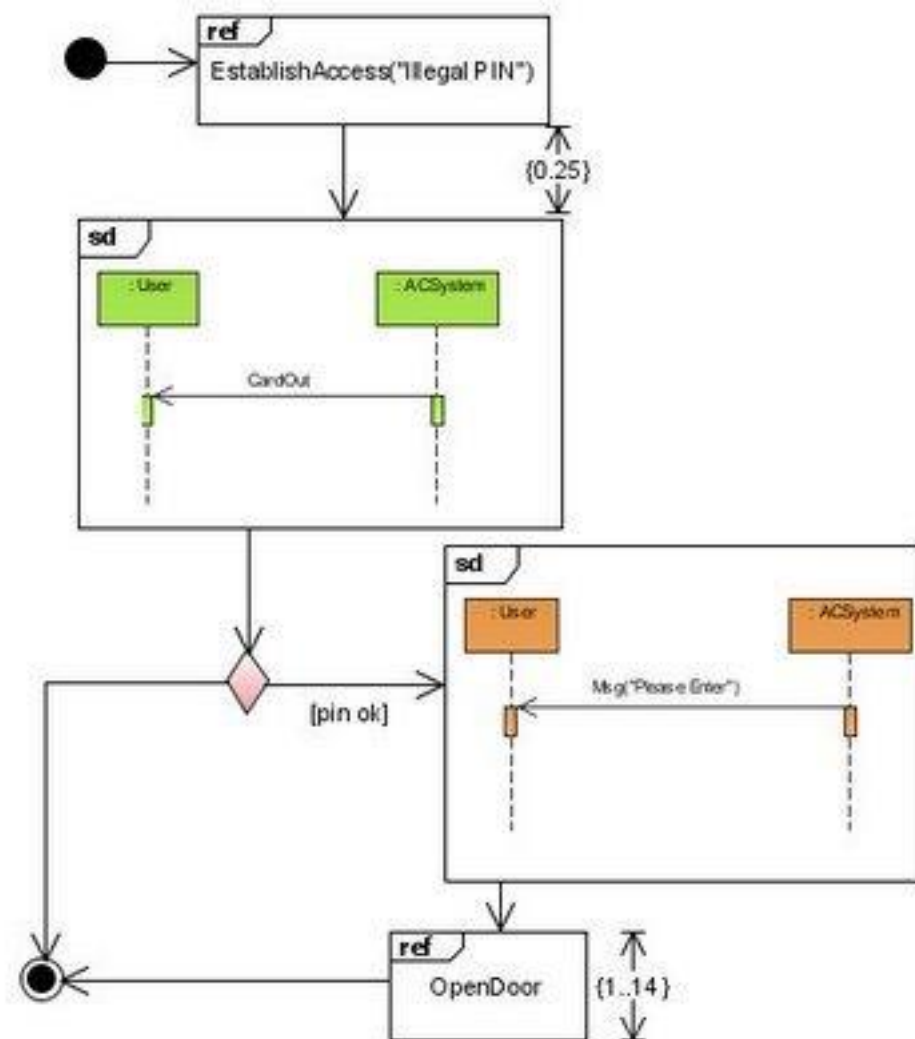 ref
EstablishAccess("Illegal PIN")
{0.25}
sd
: User
: ACSystem
CardOut
sd
: User
: ACSystem
Msg("Please Enter")
[pin ok]
ref
OpenDoor
{1..14}